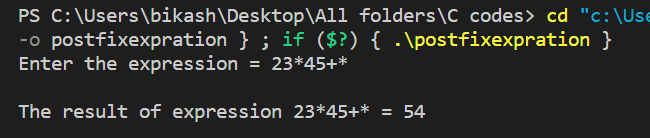 PS C:\Users\bikash\Desktop\All folders\C codes> cd "c:\Use
-o postfixexpration } ; if ($?) { .\postfixexpration }
Enter the expression = 23*45+*
The result of expression 23*45+* = 54